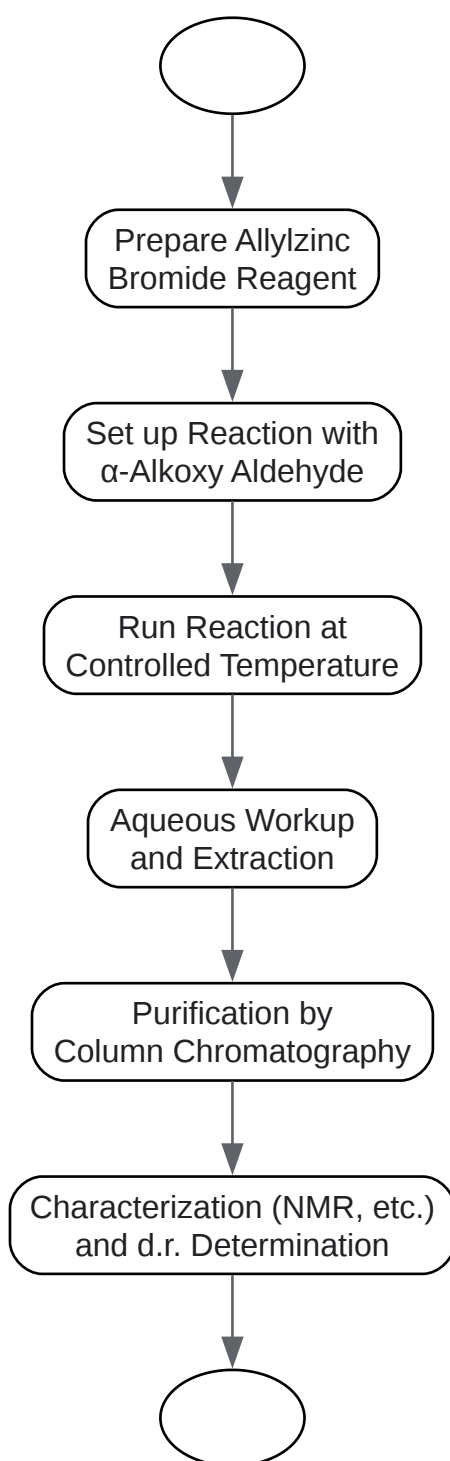 Prepare Allylzinc
Bromide Reagent
Set up Reaction with
α-Alkoxy Aldehyde
Run Reaction at
Controlled Temperature
Aqueous Workup
and Extraction
Purification by
Column Chromatography
Characterization (NMR, etc.)
and d.r. Determination